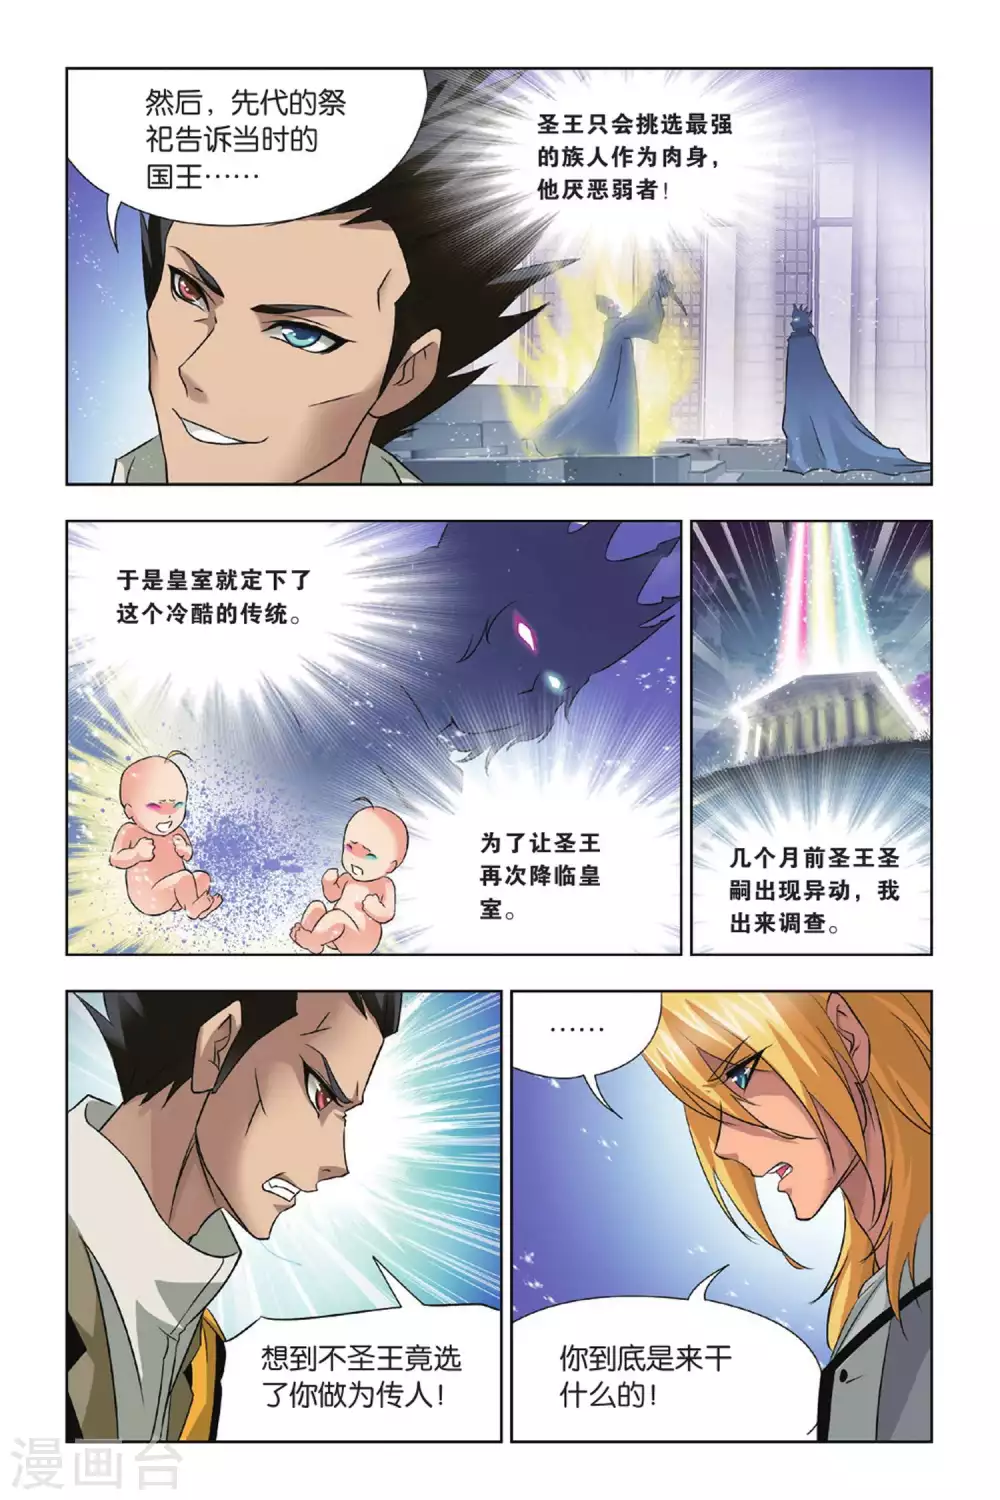 然后，先代的祭
祀告诉当时的
国王……
圣王只会挑选最强
的族人作为肉身，
他厌恶弱者！
于是皇室就定下了
这个冷酷的传统。
为了让圣王
再次降临皇
室。
几个月前圣王圣
嗣出现异动，我
出来调查。
想到不圣王竟选
了你做为传人！
……
你到底是来干
什么的！
漫画台